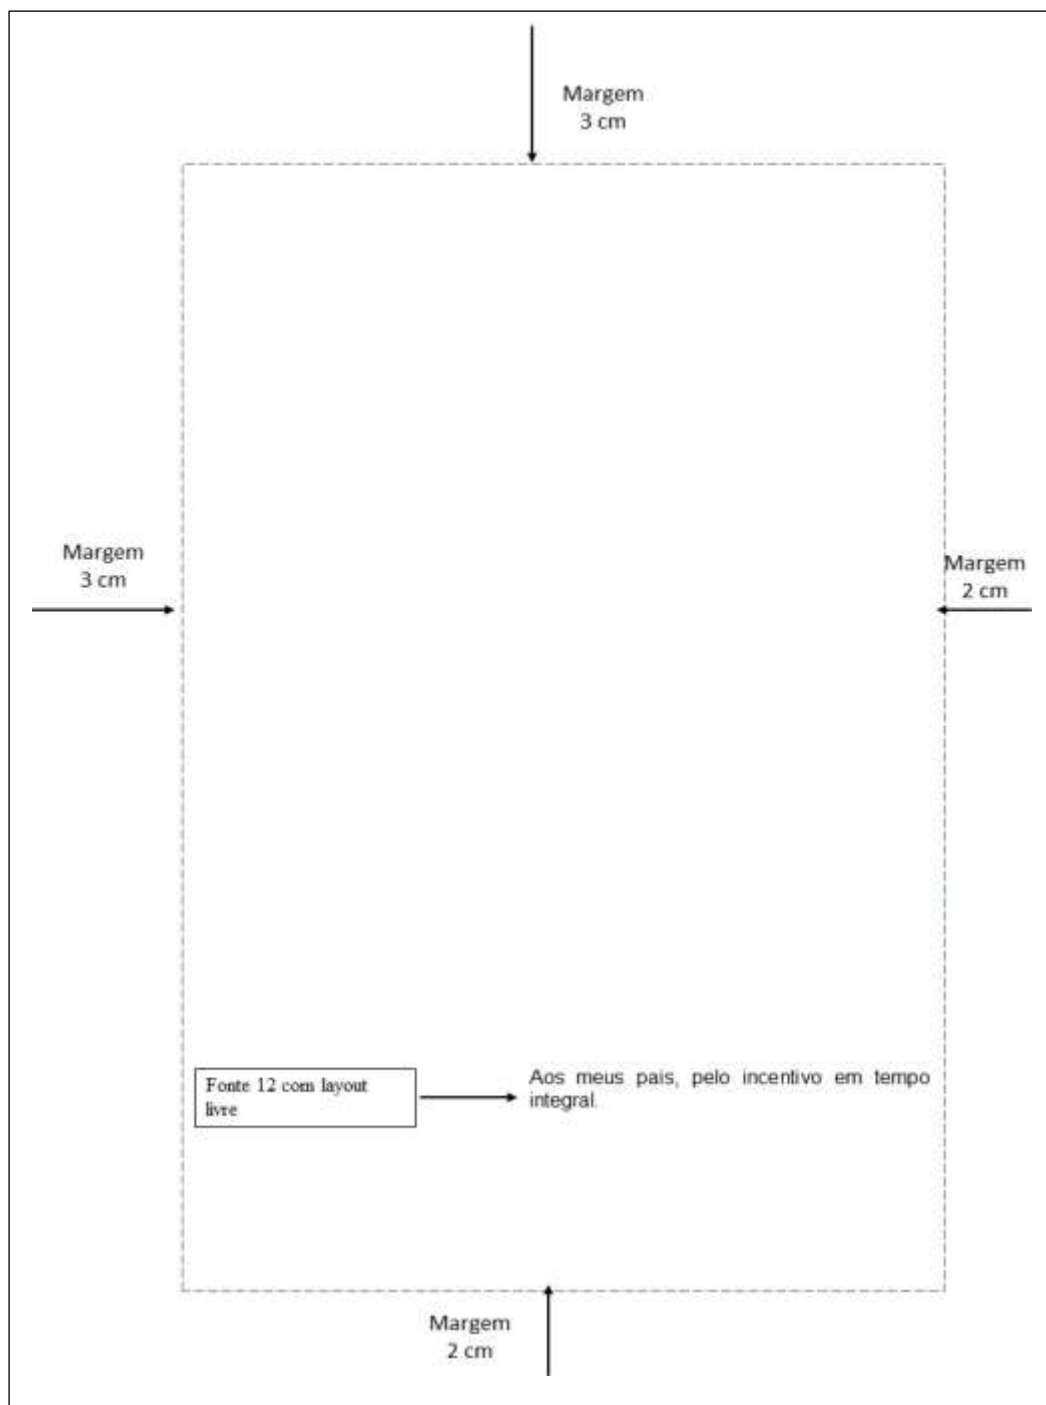 Margem
3 cm
Margem
3 cm
Margem
2 cm
Fonte 12 com layout
livre
Aos meus pais, pelo incentivo em tempo
integral.
Margem
2 cm